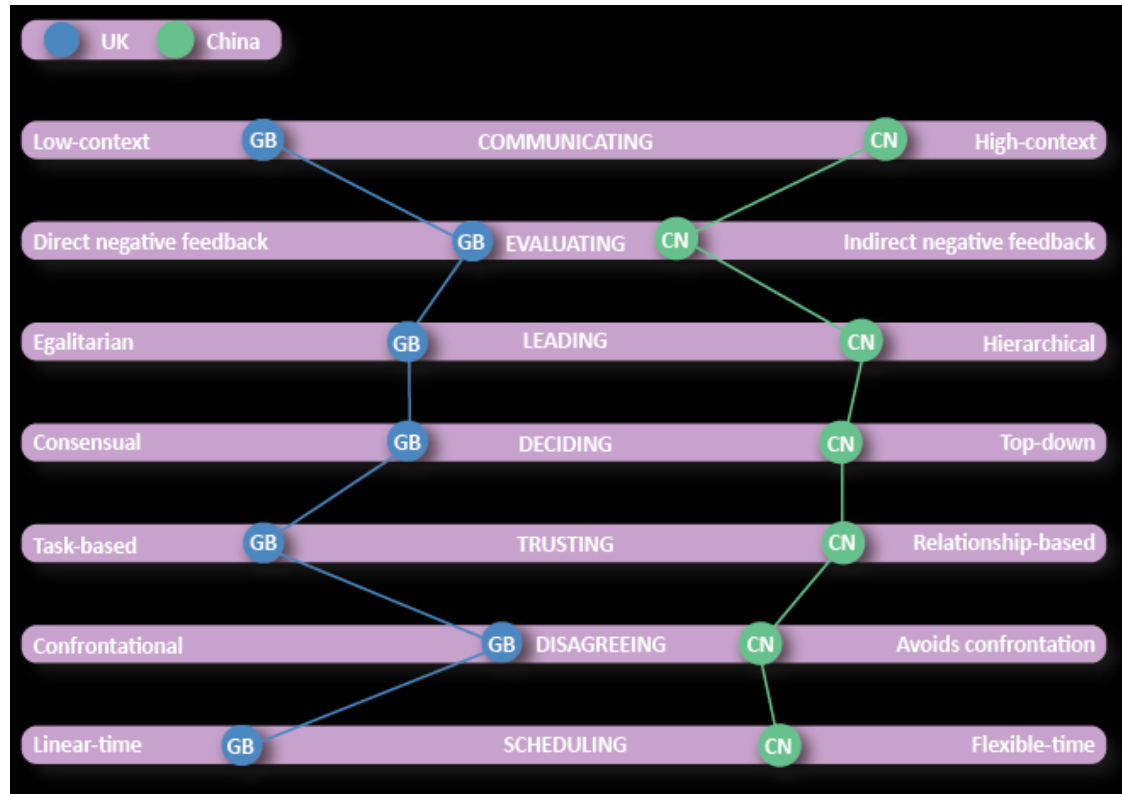 UK China
Low-context GB COMMUNICATING CN High-context
Direct negative feedback GB EVALUATING CN Indirect negative feedback
Egalitarian GB LEADING CN Hierarchical
Consensual GB DECIDING CN Top-down
Task-based GB TRUSTING CN Relationship-based
Confrontational GB DISAGREEING CN Avoids confrontation
Linear-time GB SCHEDULING CN Flexible-time